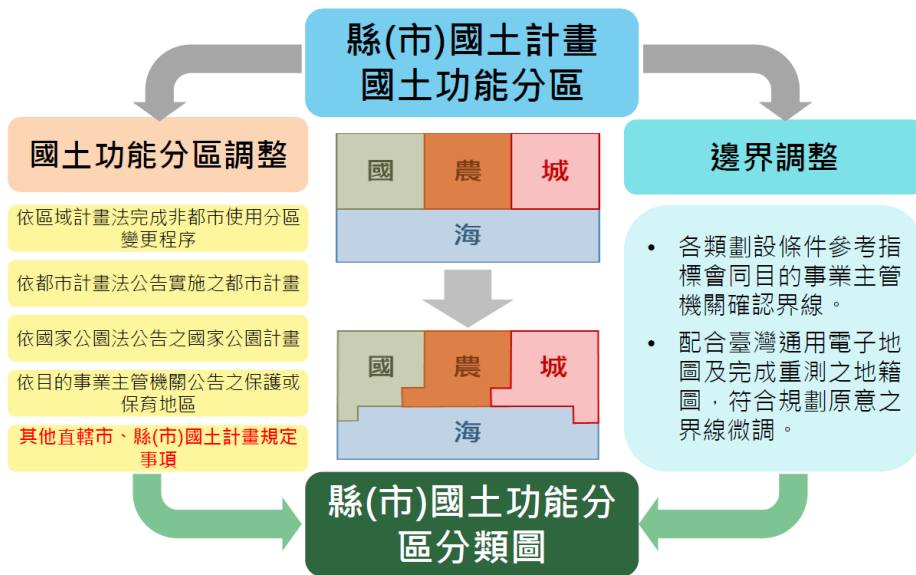 縣(市)國土計畫
國土功能分區
國土功能分區調整
依區域計畫法完成非都市使用分區
變更程序
依都市計畫法公告實施之都市計畫
依國家公園法公告之國家公園計畫
依目的事業主管機關公告之保護或
保育地區
其他直轄市、縣(市)國土計畫規定
事項
國
農
城
海
國
農
城
海
邊界調整
• 各類劃設條件參考指
標會同目的事業主管
機關確認界線。
• 配合臺灣通用電子地
圖及完成重測之地籍
圖，符合規劃原意之
界線微調。
縣(市)國土功能分
區分類圖